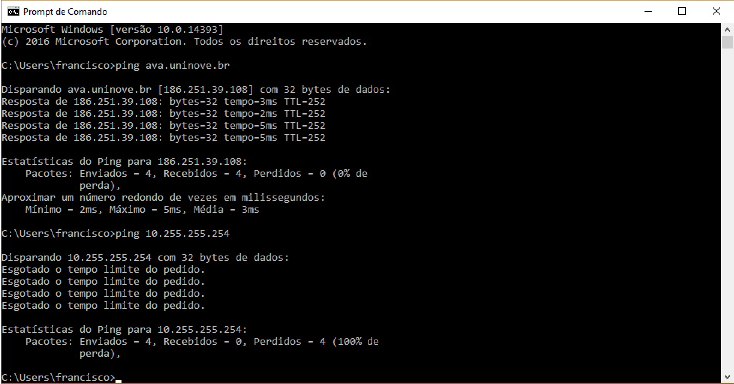 Prompt de Comando
Microsoft Windows [versão 10.0.14393]
(c) 2016 Microsoft Corporation. Todos os direitos reservados.
C:\Users\francisco>ping ava.uninove.br
Disparando ava.uninove.br [186.251.39.108] com 32 bytes de dados:
Resposta de 186.251.39.108: bytes=32 tempo=3ms TTL=252
Resposta de 186.251.39.108: bytes=32 tempo=2ms TTL=252
Resposta de 186.251.39.108: bytes=32 tempo=5ms TTL=252
Resposta de 186.251.39.108: bytes=32 tempo=5ms TTL=252
Estatísticas do Ping para 186.251.39.108:
    Pacotes: Enviados = 4, Recebidos = 4, Perdidos = 0 (0% de
             perda),
Aproximar um número redondo de vezes em milissegundos:
    Mínimo = 2ms, Máximo = 5ms, Média = 3ms
C:\Users\francisco>ping 10.255.255.254
Disparando 10.255.255.254 com 32 bytes de dados:
Esgotado o tempo limite do pedido.
Esgotado o tempo limite do pedido.
Esgotado o tempo limite do pedido.
Esgotado o tempo limite do pedido.
Estatísticas do Ping para 10.255.255.254:
    Pacotes: Enviados = 4, Recebidos = 0, Perdidos = 4 (100% de
             perda),
C:\Users\francisco>_